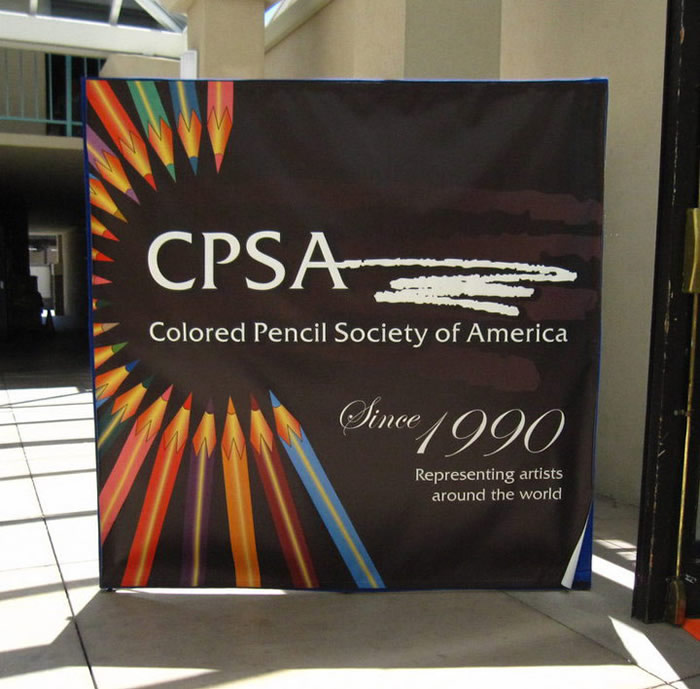 CPSA
Colored Pencil Society of America
Since 1990
Representing artists
around the world